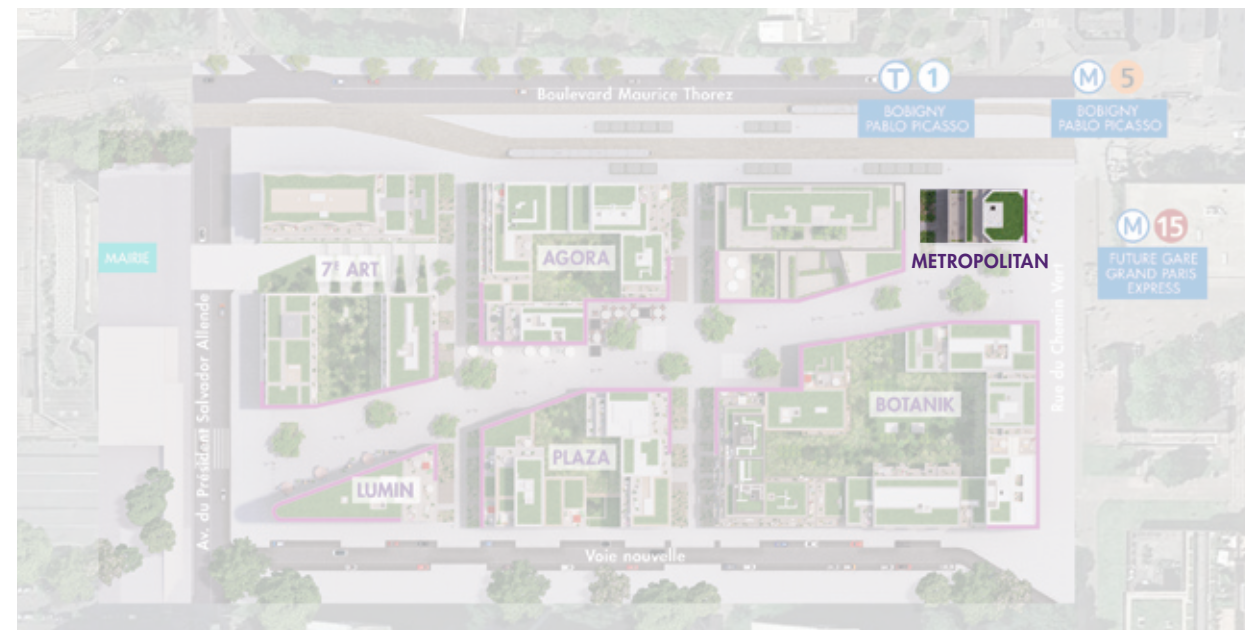 T 1
M 5
Boulevard Maurice Thorez
BOBIGNY
PABLO PICASSO
BOBIGNY
PABLO PICASSO
M 15
MAIRIE
7E ART
AGORA
METROPOLITAN
FUTURE GARE
GRAND PARIS
EXPRESS
Av. du Président Salvador Allende
Rue du Chemin Vert
BOTANIK
PLAZA
LUMIN
Voie nouvelle